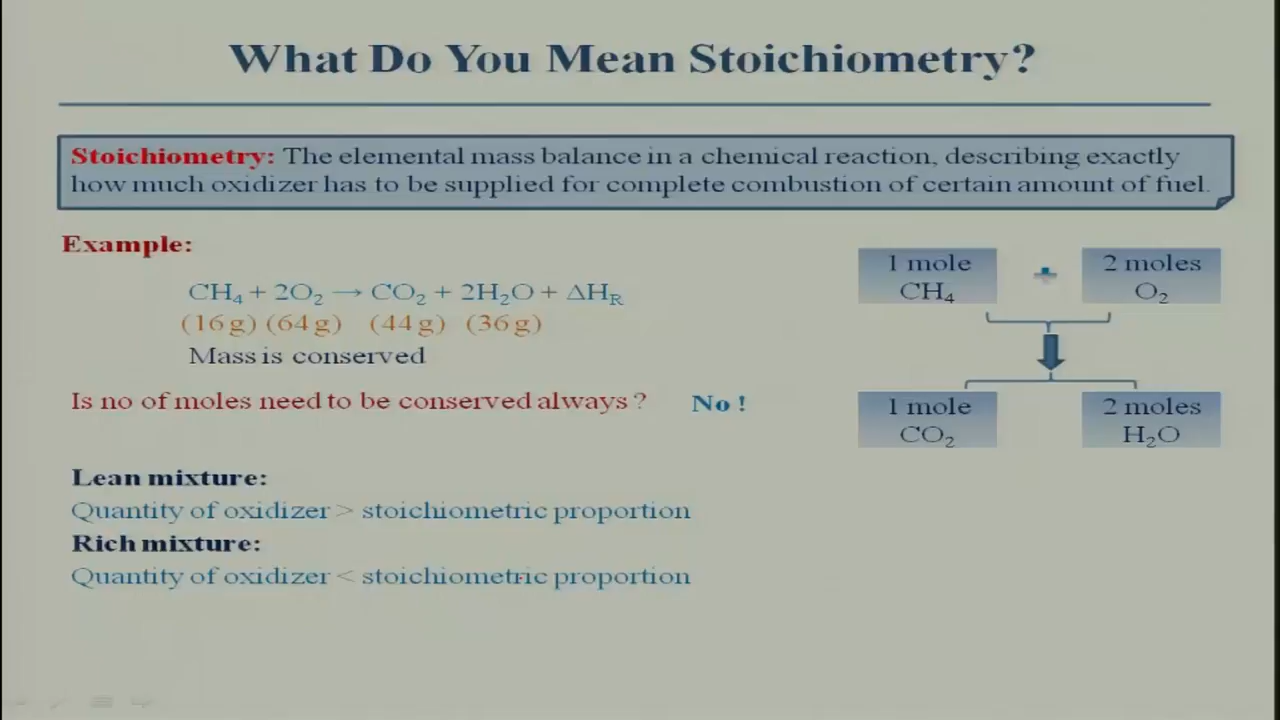 What Do You Mean Stoichiometry?
Stoichiometry: The elemental mass balance in a chemical reaction, describing exactly
how much oxidizer has to be supplied for complete combustion of certain amount of fuel.
Example:
CH₄ + 2O₂ → CO₂ + 2H₂O + ΔH_R
(16 g) (64 g) (44 g) (36 g)
Mass is conserved
Is no of moles need to be conserved always ? No !
Lean mixture:
Quantity of oxidizer > stoichiometric proportion
Rich mixture:
Quantity of oxidizer < stoichiometric proportion
1 mole
CH₄
+
2 moles
O₂
1 mole
CO₂
2 moles
H₂O